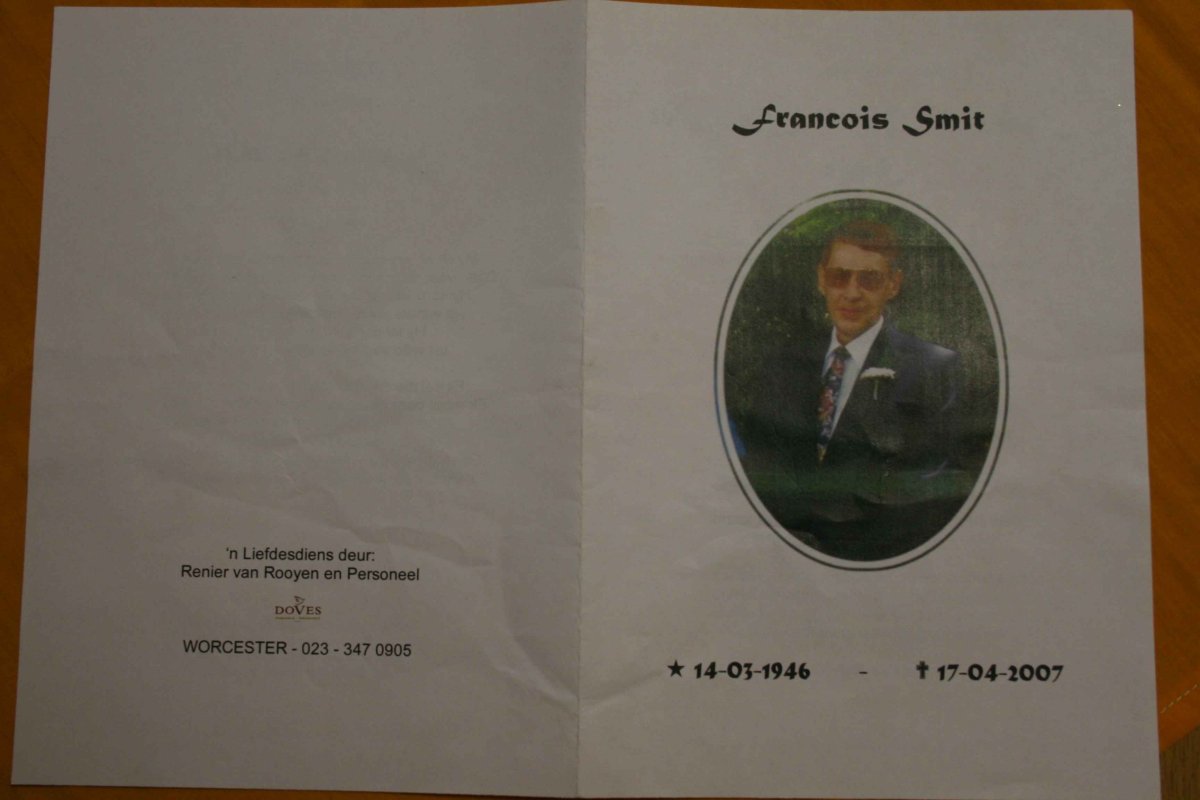 'n Liefdesdiens deur:
Renier van Rooyen en Personeel
DOVES
WORCESTER - 023 - 347 0905
Francois Smit
★ 14-03-1946 - ✝ 17-04-2007